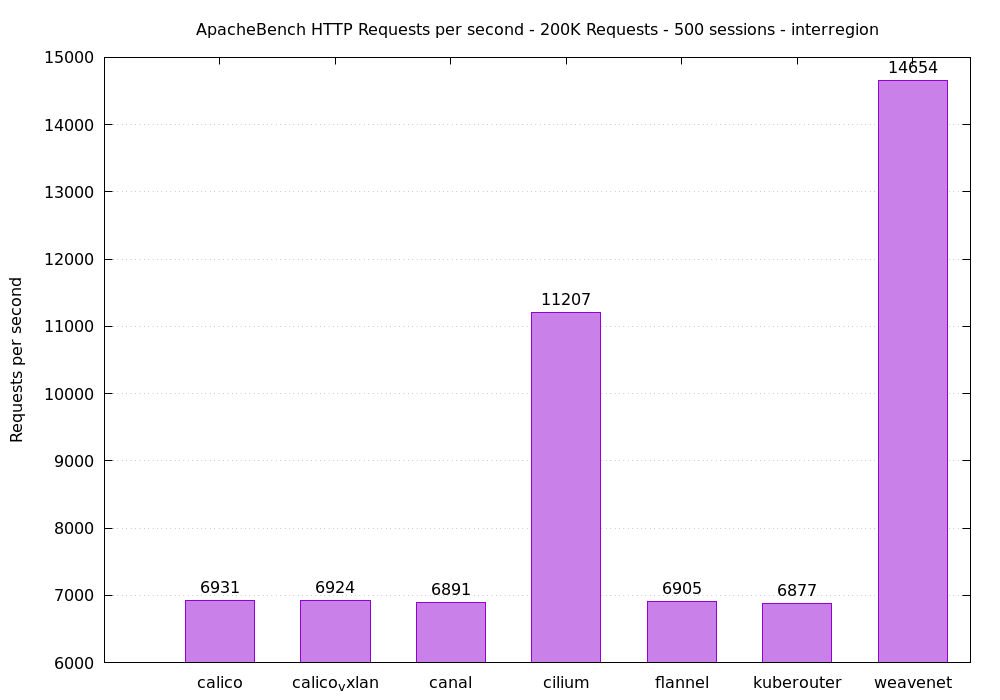 ApacheBench HTTP Requests per second - 200K Requests - 500 sessions - interregion
Requests per second
15000
14000
13000
12000
11000
10000
9000
8000
7000
6000
6931
6924
6891
11207
6905
6877
14654
calico
calicovxlan
canal
cilium
flannel
kuberouter
weavenet